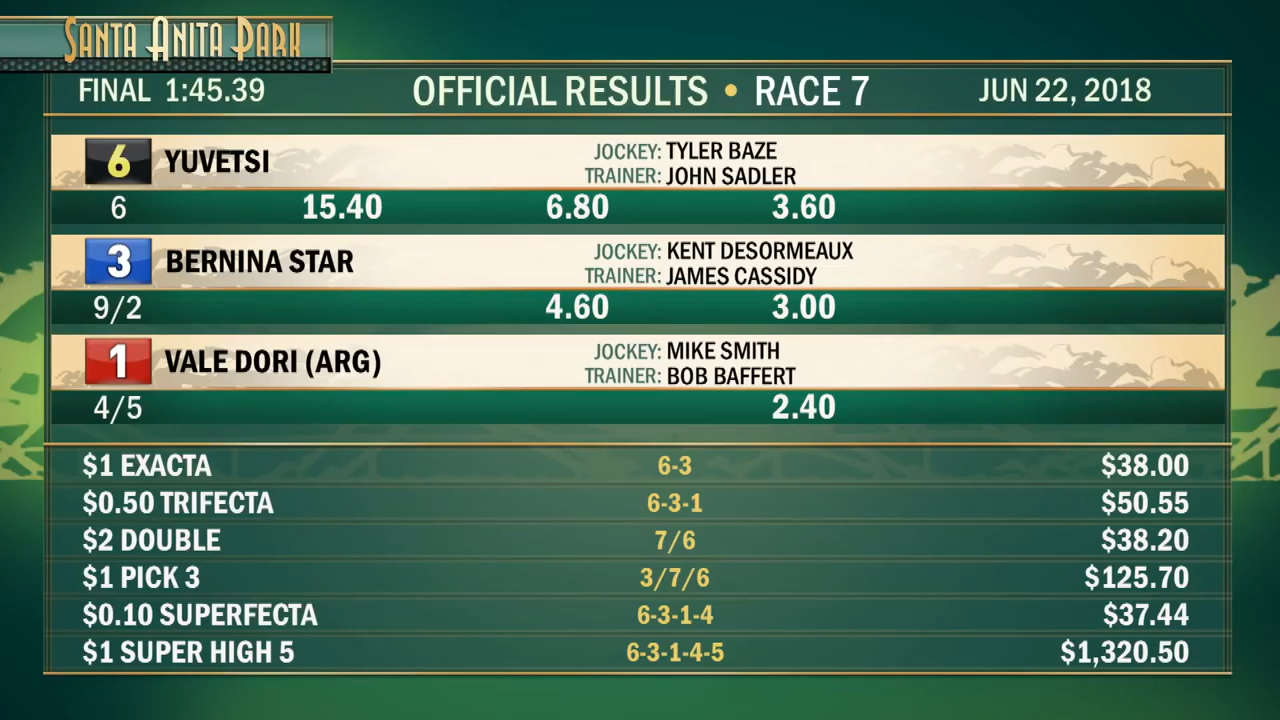 SANTA ANITA PARK
FINAL 1:45.39 OFFICIAL RESULTS • RACE 7 JUN 22, 2018
6 YUVETSI JOCKEY: TYLER BAZE
TRAINER: JOHN SADLER
6 15.40 6.80 3.60
3 BERNINA STAR JOCKEY: KENT DESORMEAUX
TRAINER: JAMES CASSIDY
9/2 4.60 3.00
1 VALE DORI (ARG) JOCKEY: MIKE SMITH
TRAINER: BOB BAFFERT
4/5 2.40
$1 EXACTA 6-3 $38.00
$0.50 TRIFECTA 6-3-1 $50.55
$2 DOUBLE 7/6 $38.20
$1 PICK 3 3/7/6 $125.70
$0.10 SUPERFECTA 6-3-1-4 $37.44
$1 SUPER HIGH 5 6-3-1-4-5 $1,320.50